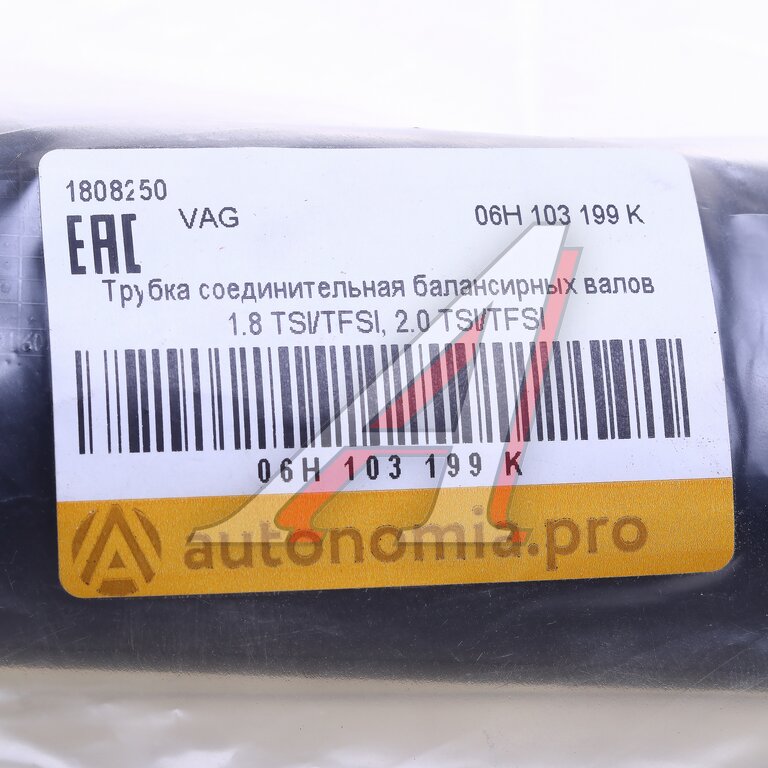 1808250
EAC VAG 06H 103 199 K
Трубка соединительная балансирных валов
1.8 TSI/TFSI, 2.0 TSI/TFSI
06H 103 199 K
autonomia.pro